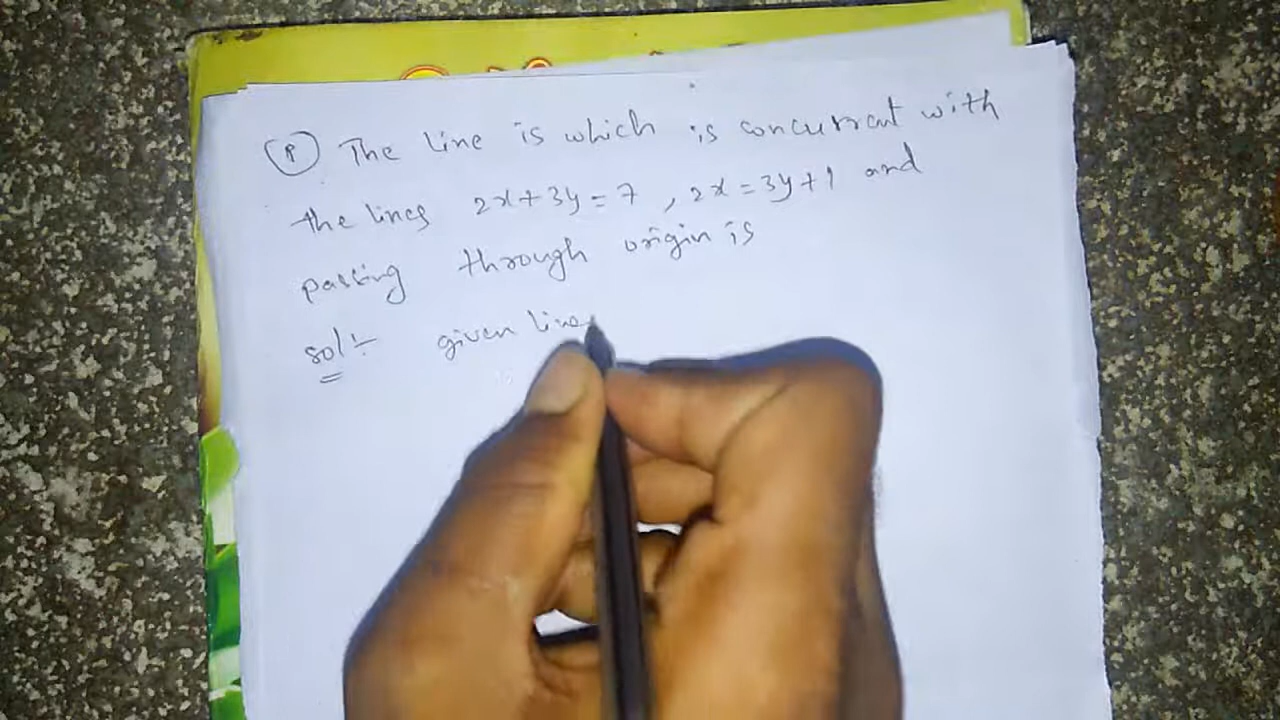 P The line is which is concurrent with
the lines 2x+3y=7, 2x=3y+1 and
passing through origin is
sol:- given line